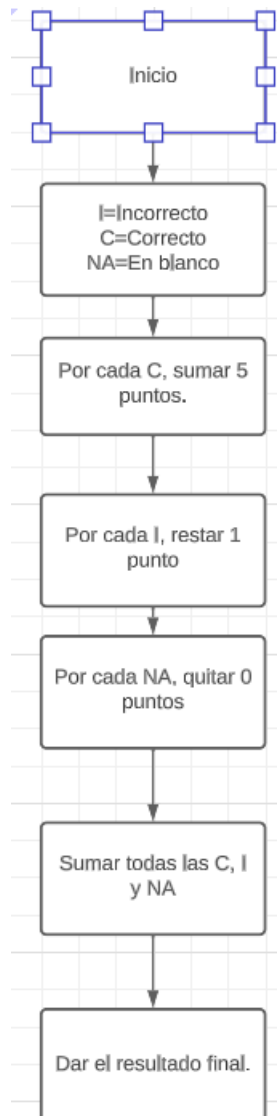 Inicio
I=Incorrecto
C=Correcto
NA=En blanco
Por cada C, sumar 5
puntos.
Por cada I, restar 1
punto
Por cada NA, quitar 0
puntos
Sumar todas las C, I
y NA
Dar el resultado final.